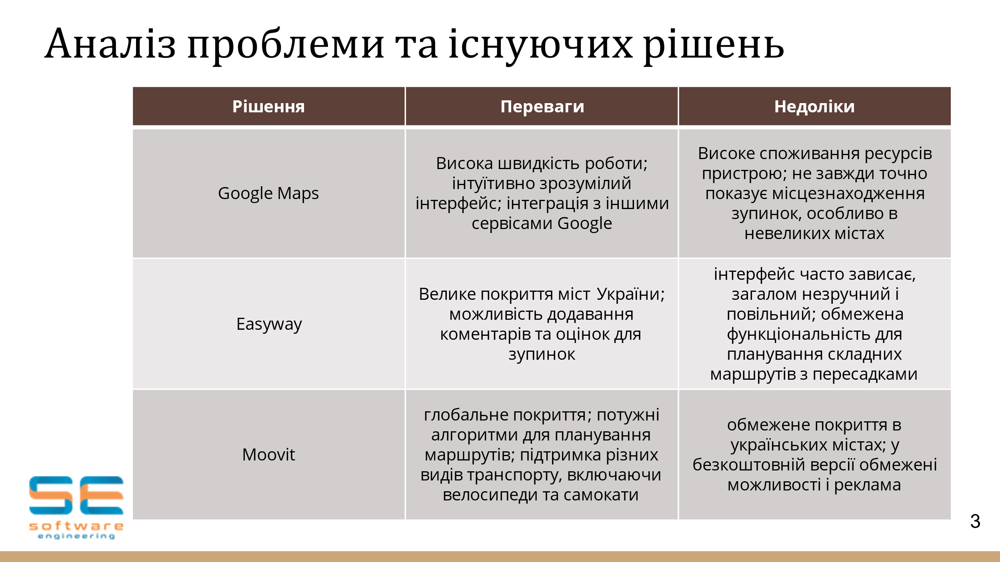 Аналіз проблеми та існуючих рішень
Рішення
Переваги
Недоліки
Google Maps
Висока швидкість роботи;
інтуїтивно зрозумілий
інтерфейс; інтеграція з іншими
сервісами Google
Високе споживання ресурсів
пристрою; не завжди точно
показує місцезнаходження
зупинок, особливо в
невеликих містах
Easyway
Велике покриття міст України;
можливість додавання
коментарів та оцінок для
зупинок
інтерфейс часто зависає,
загалом незручний і
повільний; обмежена
функціональність для
планування складних
маршрутів з пересадками
Moovit
глобальне покриття; потужні
алгоритми для планування
маршрутів; підтримка різних
видів транспорту, включаючи
велосипеди та самокати
обмежене покриття в
українських містах; у
безкоштовній версії обмежені
можливості і реклама
SE
software
engineering
3